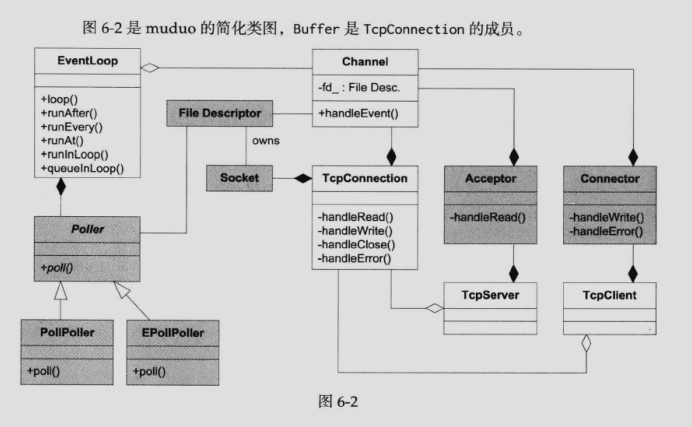 图 6-2 是 muduo 的简化类图，Buffer 是 TcpConnection 的成员。
EventLoop
+loop()
+runAfter()
+runEvery()
+runAt()
+runInLoop()
+queueInLoop()
Channel
-fd_ : File Desc.
+handleEvent()
File Descriptor
owns
Socket
TcpConnection
-handleRead()
-handleWrite()
-handleClose()
-handleError()
Acceptor
-handleRead()
Connector
-handleWrite()
-handleError()
Poller
+poll()
TcpServer
TcpClient
PollPoller
+poll()
EPollPoller
+poll()
图 6-2